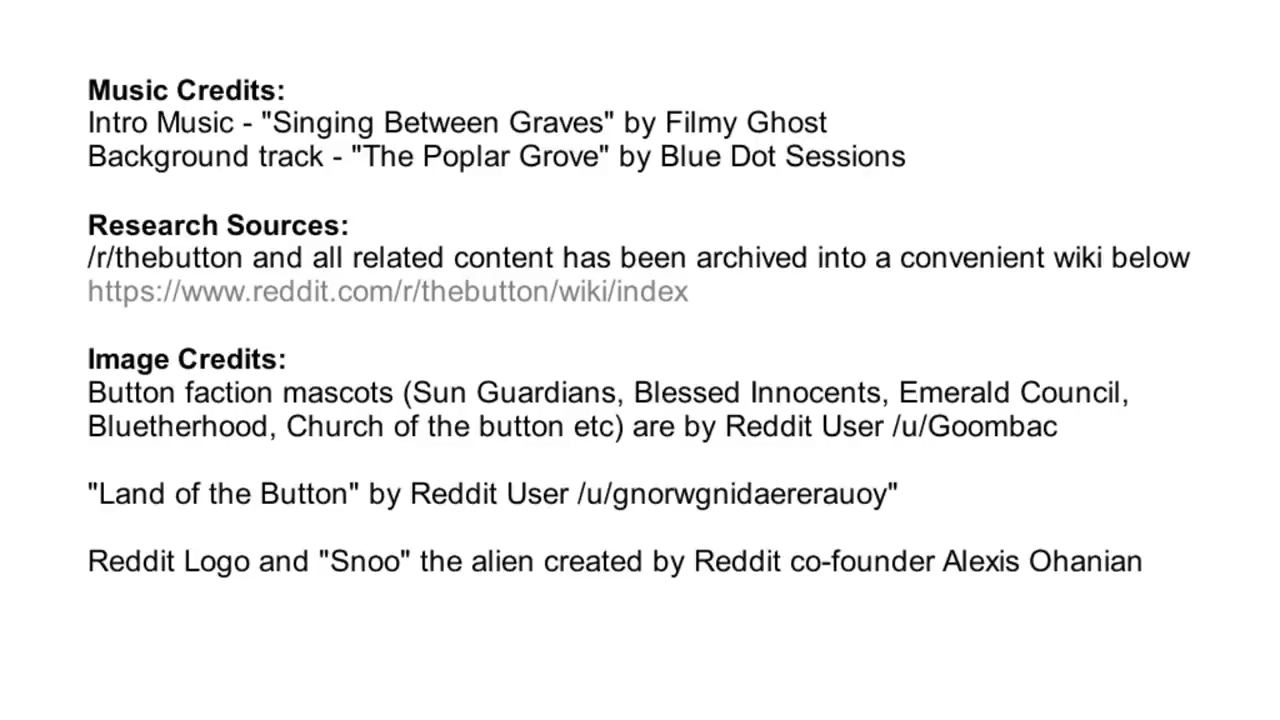 Music Credits:
Intro Music - "Singing Between Graves" by Filmy Ghost
Background track - "The Poplar Grove" by Blue Dot Sessions
Research Sources:
/r/thebutton and all related content has been archived into a convenient wiki below
https://www.reddit.com/r/thebutton/wiki/index
Image Credits:
Button faction mascots (Sun Guardians, Blessed Innocents, Emerald Council,
Bluetherhood, Church of the button etc) are by Reddit User /u/Goombac
"Land of the Button" by Reddit User /u/gnorwgnidaererauoy"
Reddit Logo and "Snoo" the alien created by Reddit co-founder Alexis Ohanian